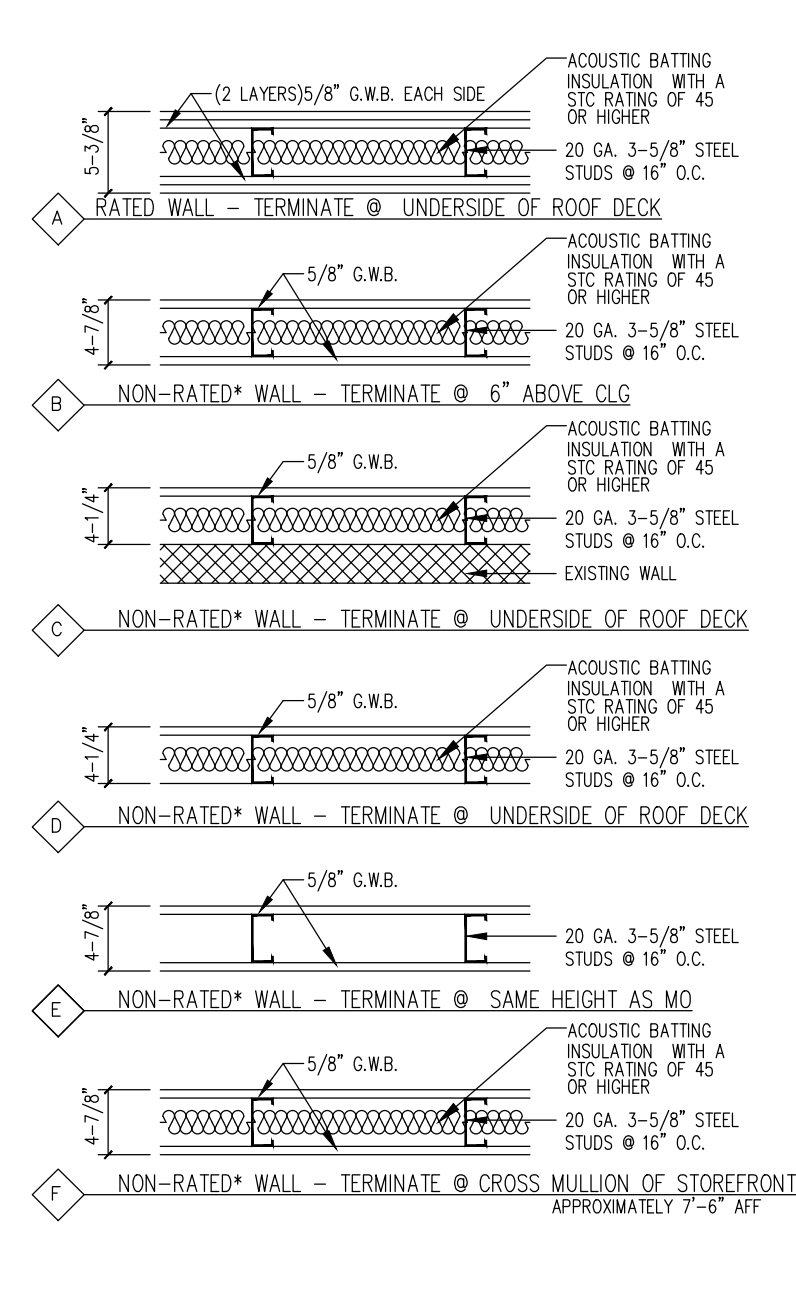 (2 LAYERS)5/8" G.W.B. EACH SIDE
ACOUSTIC BATTING
INSULATION WITH A
STC RATING OF 45
OR HIGHER
5-3/8"
20 GA. 3-5/8" STEEL
STUDS @ 16" O.C.
A
RATED WALL - TERMINATE @ UNDERSIDE OF ROOF DECK
ACOUSTIC BATTING
INSULATION WITH A
STC RATING OF 45
OR HIGHER
5/8" G.W.B.
4-7/8"
20 GA. 3-5/8" STEEL
STUDS @ 16" O.C.
B
NON-RATED* WALL - TERMINATE @ 6" ABOVE CLG
ACOUSTIC BATTING
INSULATION WITH A
STC RATING OF 45
OR HIGHER
5/8" G.W.B.
4-1/4"
20 GA. 3-5/8" STEEL
STUDS @ 16" O.C.
EXISTING WALL
C
NON-RATED* WALL - TERMINATE @ UNDERSIDE OF ROOF DECK
ACOUSTIC BATTING
INSULATION WITH A
STC RATING OF 45
OR HIGHER
5/8" G.W.B.
4-1/4"
20 GA. 3-5/8" STEEL
STUDS @ 16" O.C.
D
NON-RATED* WALL - TERMINATE @ UNDERSIDE OF ROOF DECK
5/8" G.W.B.
4-7/8"
20 GA. 3-5/8" STEEL
STUDS @ 16" O.C.
E
NON-RATED* WALL - TERMINATE @ SAME HEIGHT AS MO
ACOUSTIC BATTING
INSULATION WITH A
STC RATING OF 45
OR HIGHER
5/8" G.W.B.
4-7/8"
20 GA. 3-5/8" STEEL
STUDS @ 16" O.C.
F
NON-RATED* WALL - TERMINATE @ CROSS MULLION OF STOREFRONT
APPROXIMATELY 7'-6" AFF